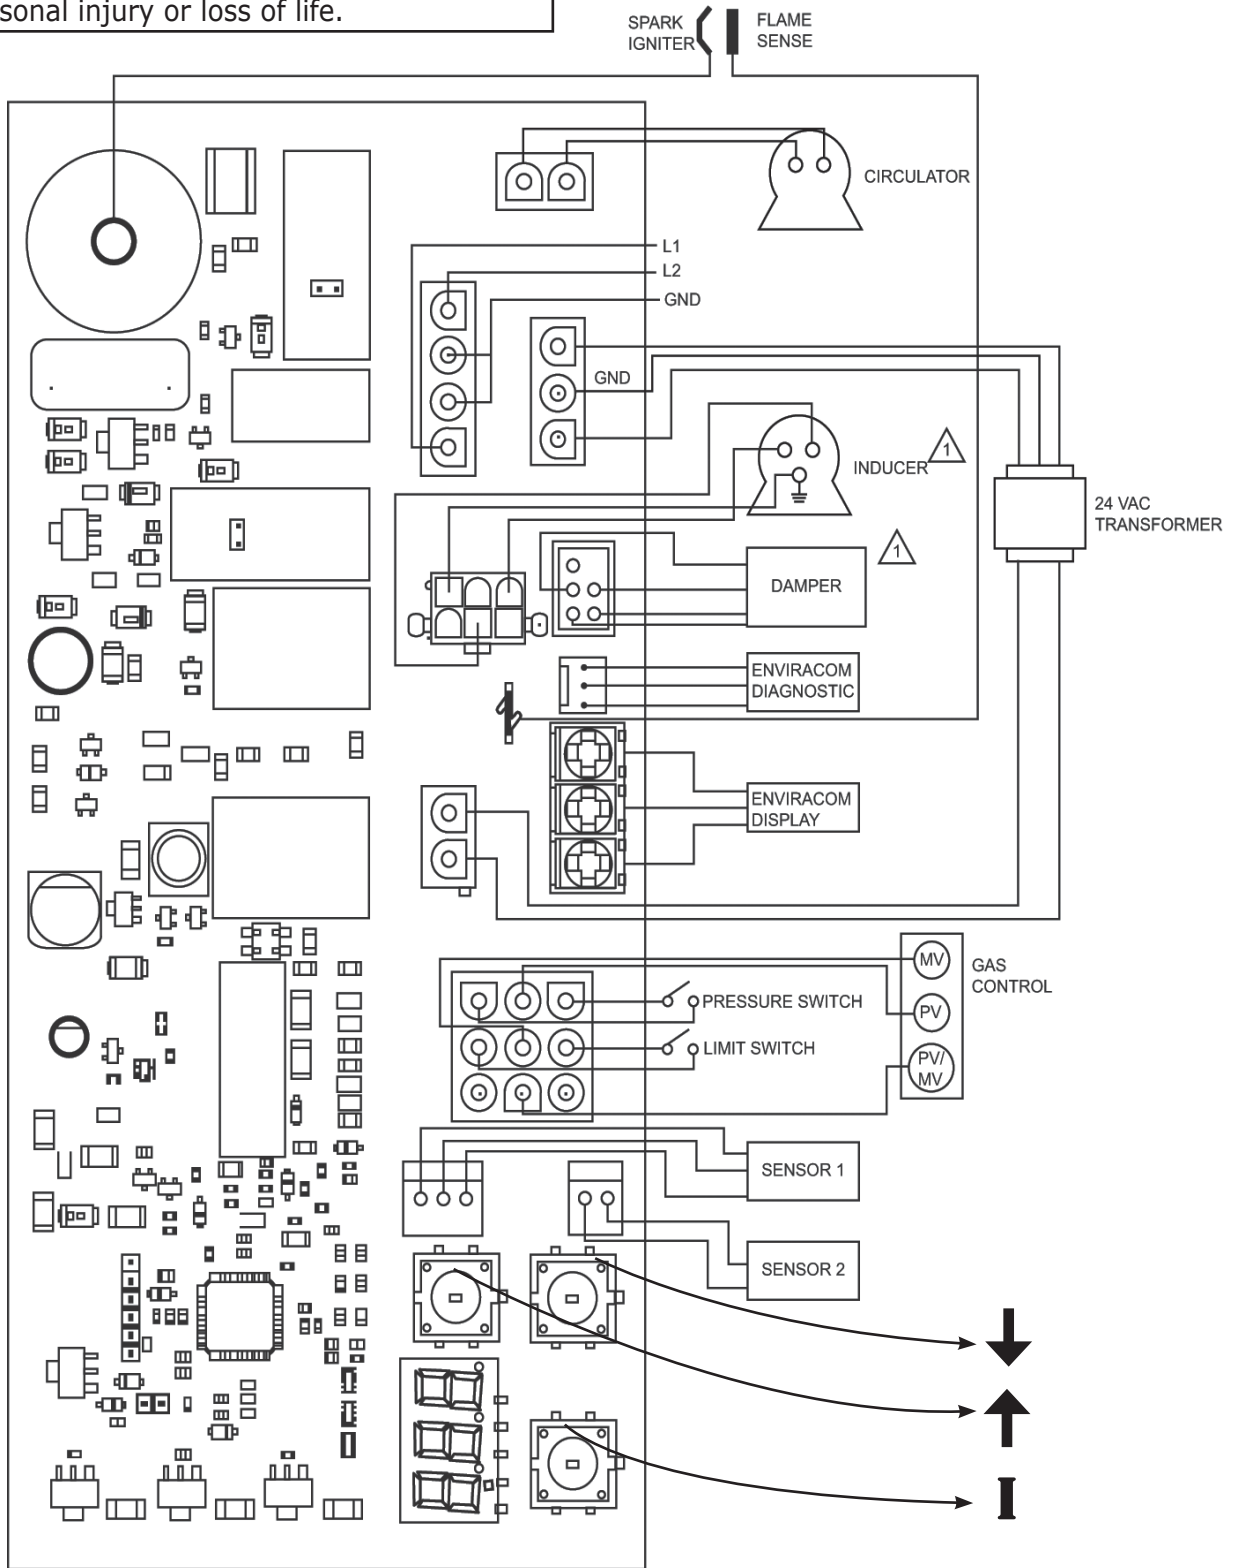 sonal injury or loss of life.
SPARK
IGNITER
FLAME
SENSE
CIRCULATOR
L1
L2
GND
GND
INDUCER
1
24 VAC
TRANSFORMER
1
DAMPER
ENVIRACOM
DIAGNOSTIC
ENVIRACOM
DISPLAY
MV
GAS
CONTROL
PRESSURE SWITCH
PV
LIMIT SWITCH
PV/
MV
SENSOR 1
SENSOR 2